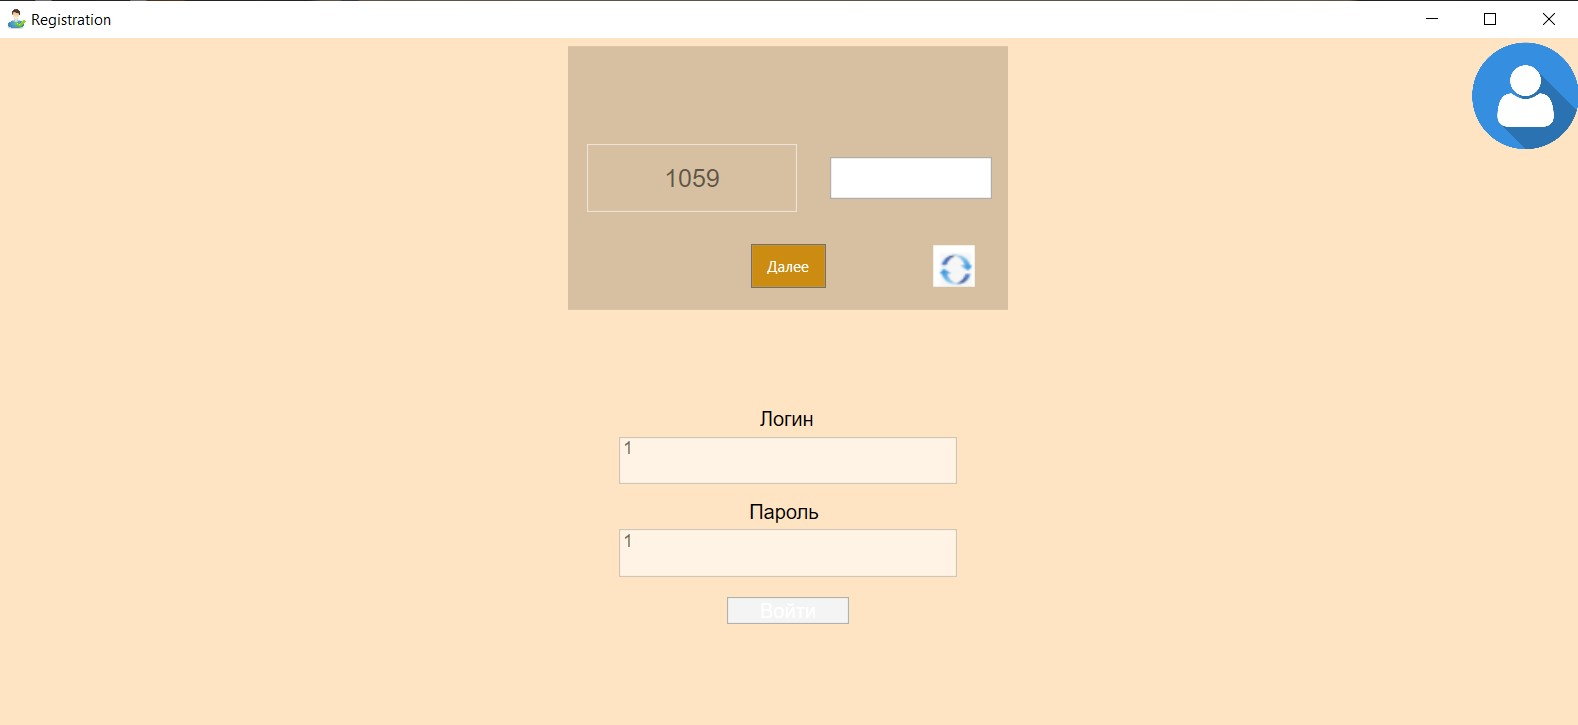 Registration
1059
Далее
Логин
1
Пароль
1
Войти